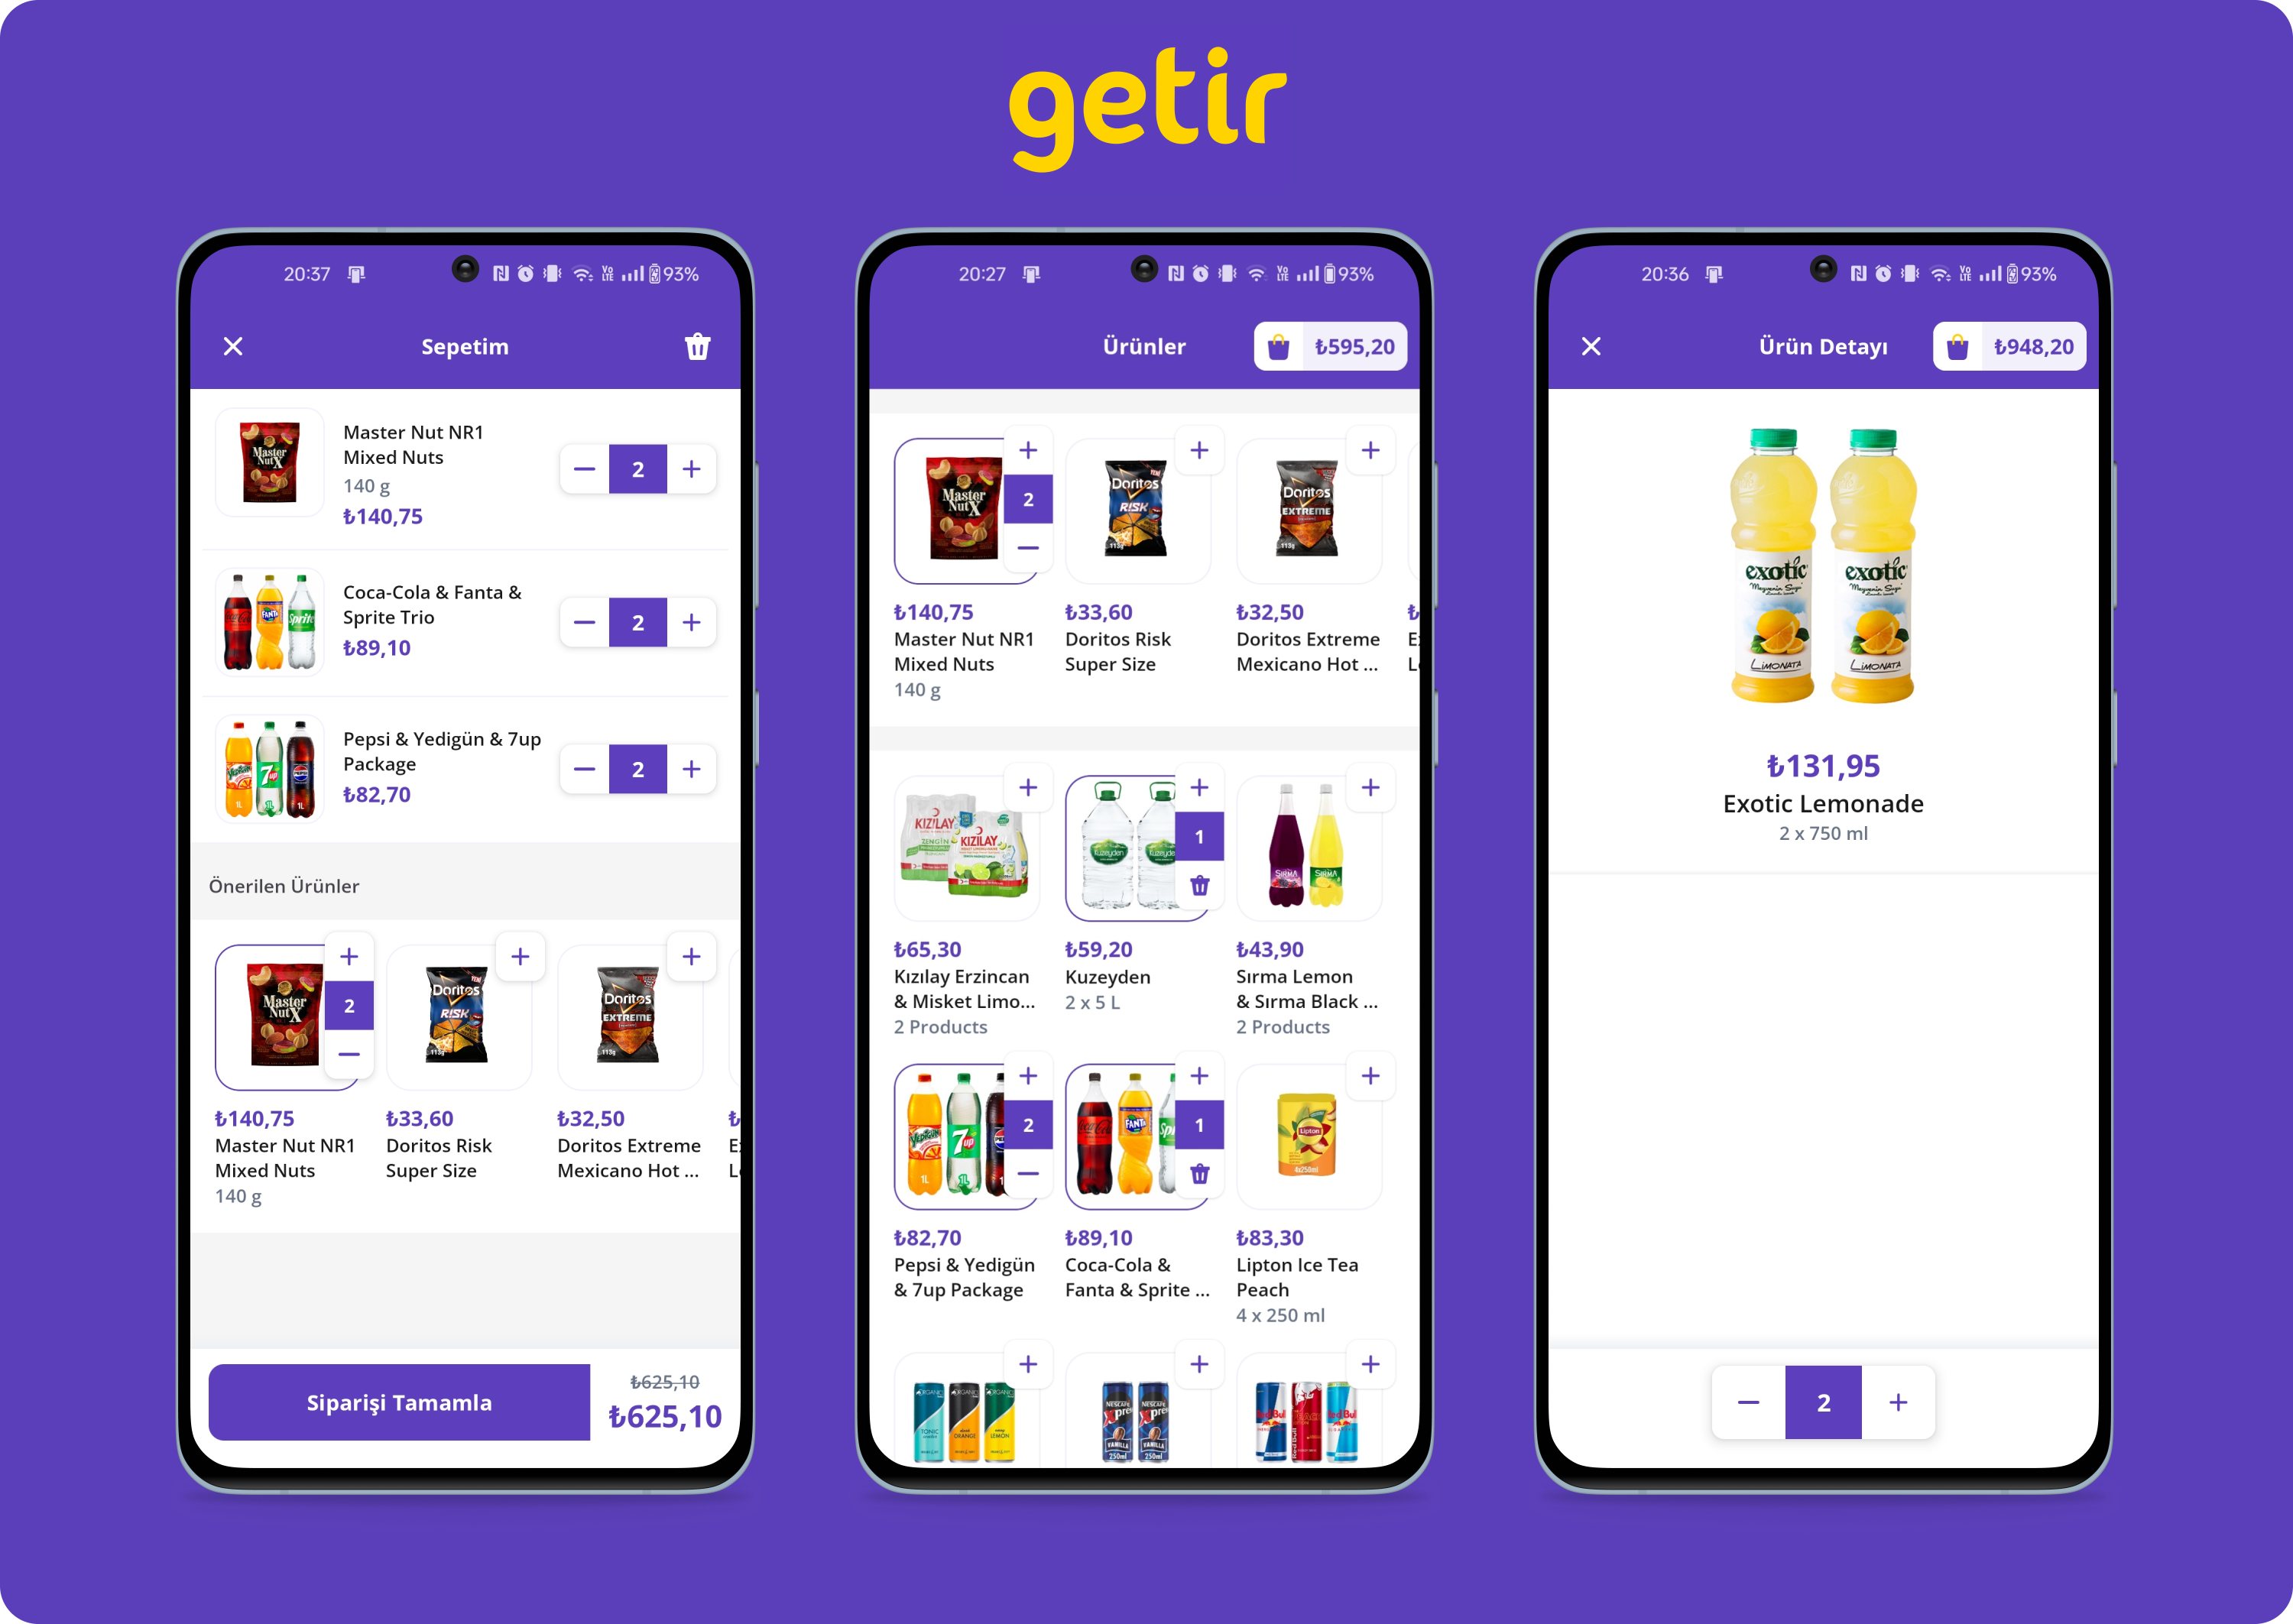 getir
20:37
93%
Sepetim
Master Nut NR1
Mixed Nuts
140 g
₺140,75
2
Coca-Cola & Fanta &
Sprite Trio
₺89,10
2
Pepsi & Yedigün & 7up
Package
₺82,70
2
Önerilen Ürünler
2
₺140,75
Master Nut NR1
Mixed Nuts
140 g
₺33,60
Doritos Risk
Super Size
₺32,50
Doritos Extreme
Mexicano Hot ...
Siparişi Tamamla
₺625,10
₺625,10
20:27
93%
Ürünler
₺595,20
2
₺140,75
Master Nut NR1
Mixed Nuts
140 g
₺33,60
Doritos Risk
Super Size
₺32,50
Doritos Extreme
Mexicano Hot ...
₺65,30
Kızılay Erzincan
& Misket Limo...
2 Products
1
₺59,20
Kuzeyden
2 x 5 L
₺43,90
Sırma Lemon
& Sırma Black ...
2 Products
2
₺82,70
Pepsi & Yedigün
& 7up Package
1
₺89,10
Coca-Cola &
Fanta & Sprite ...
₺83,30
Lipton Ice Tea
Peach
4 x 250 ml
20:36
93%
Ürün Detayı
₺948,20
exotic
LiMONATA
exotic
LiMONATA
₺131,95
Exotic Lemonade
2 x 750 ml
2